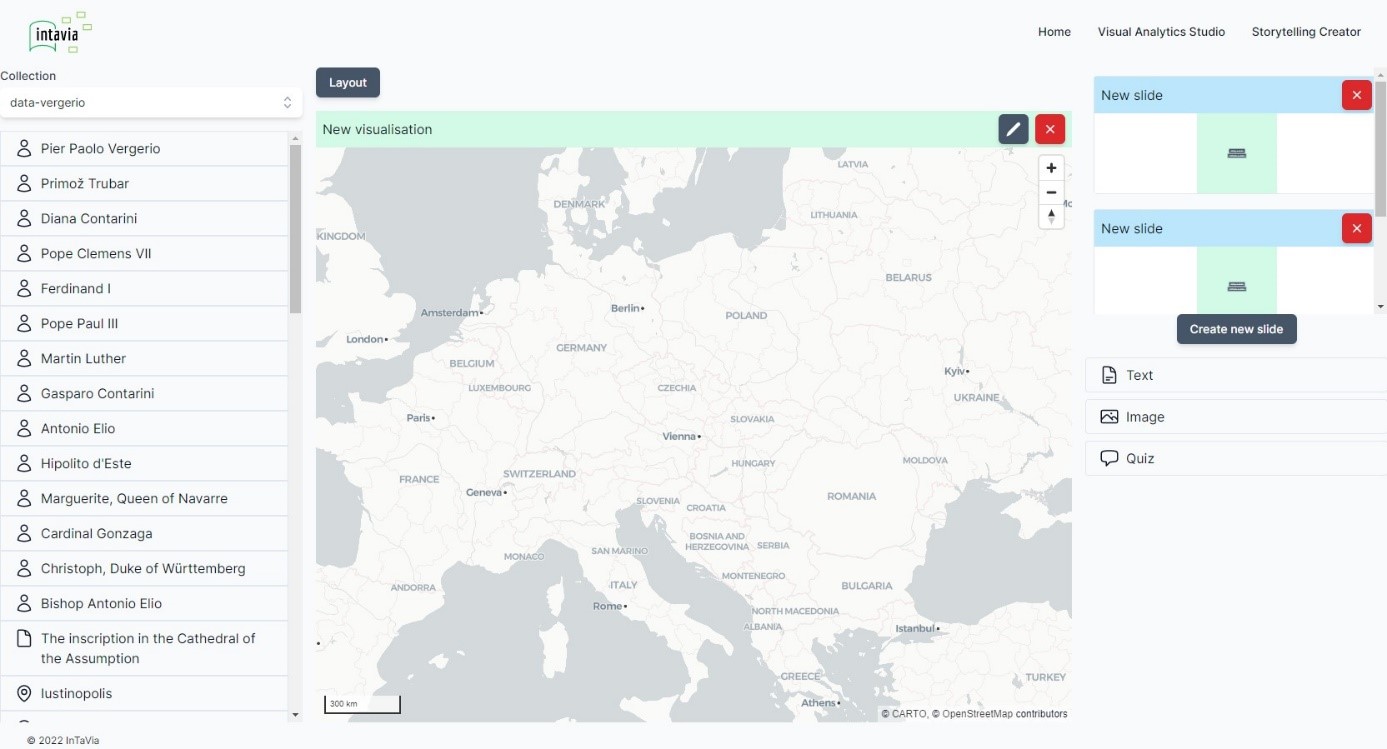 intavia
Home
Visual Analytics Studio
Storytelling Creator
Collection
data-vergerio
Pier Paolo Vergerio
Primož Trubar
Diana Contarini
Pope Clemens VII
Ferdinand I
Pope Paul III
Martin Luther
Gasparo Contarini
Antonio Elio
Hipolito d'Este
Marguerite, Queen of Navarre
Cardinal Gonzaga
Christoph, Duke of Württemberg
Bishop Antonio Elio
The inscription in the Cathedral of
the Assumption
Iustinopolis
Layout
New visualisation
LATVIA
DENMARK
LITHUANIA
KINGDOM
BELARUS
Berlin
Amsterdam
POLAND
London
GERMANY
BELGIUM
Kyiv
LUXEMBOURG
CZECHIA
UKRAINE
Paris
SLOVAKIA
Vienna
HUNGARY
MOLDOVA
SWITZERLAND
FRANCE
Geneva
ROMANIA
SLOVENIA
CROATIA
BOSNIA AND
HERZEGOVINA
SERBIA
SAN MARINO
MONACO
MONTENEGRO
ITALY
ANDORRA
BULGARIA
Rome
NORTH MACEDONIA
ALBANIA
Istanbul
GREECE
TURKEY
Athens
300 km
© CARTO, © OpenStreetMap contributors
New slide
New slide
Create new slide
Text
Image
Quiz
© 2022 InTaVia